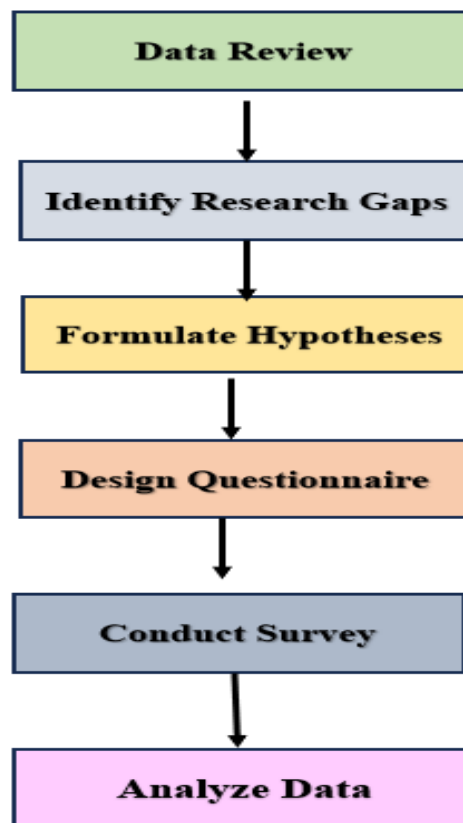 Data Review
Identify Research Gaps
Formulate Hypotheses
Design Questionnaire
Conduct Survey
Analyze Data